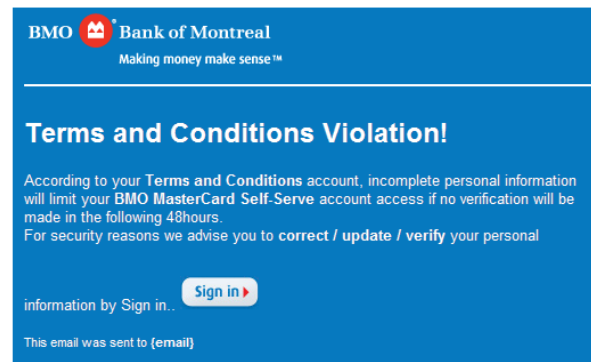 BMO Bank of Montreal
Making money make sense™
Terms and Conditions Violation!
According to your Terms and Conditions account, incomplete personal information
will limit your BMO MasterCard Self-Serve account access if no verification will be
made in the following 48hours.
For security reasons we advise you to correct / update / verify your personal
information by Sign in.. Sign in
This email was sent to {email}